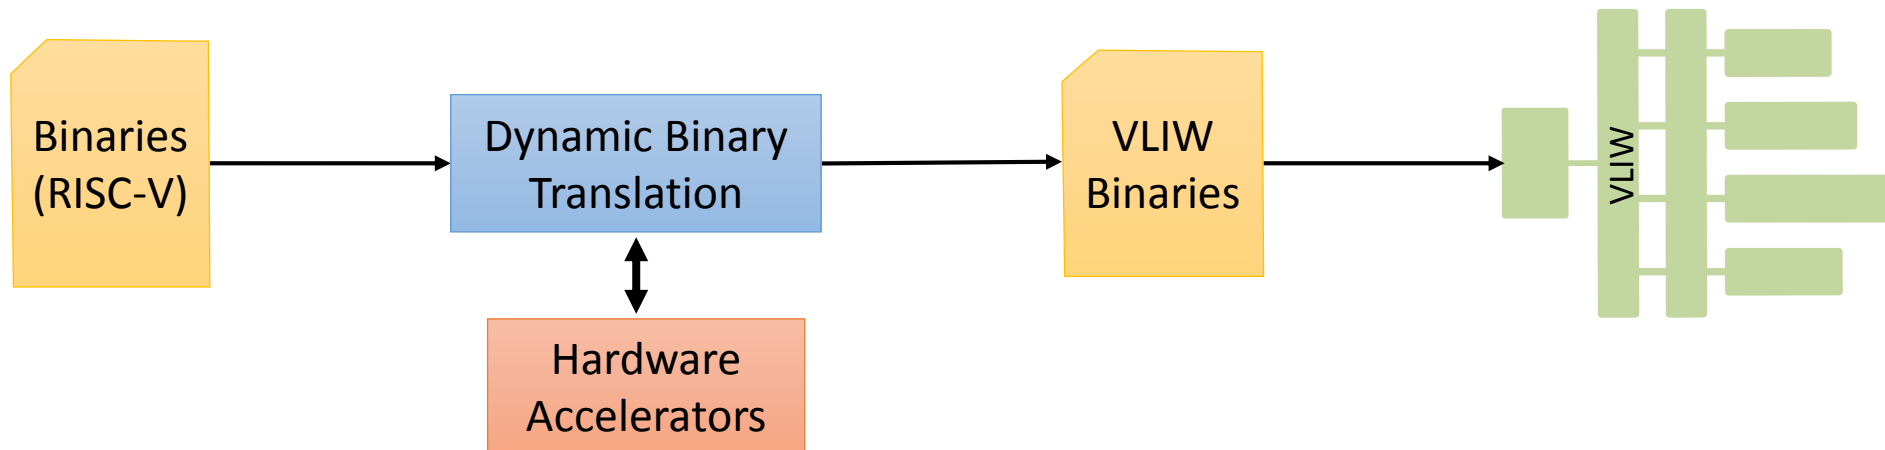 Binaries
(RISC-V)
Dynamic Binary
Translation
Hardware
Accelerators
VLIW
Binaries
VLIW